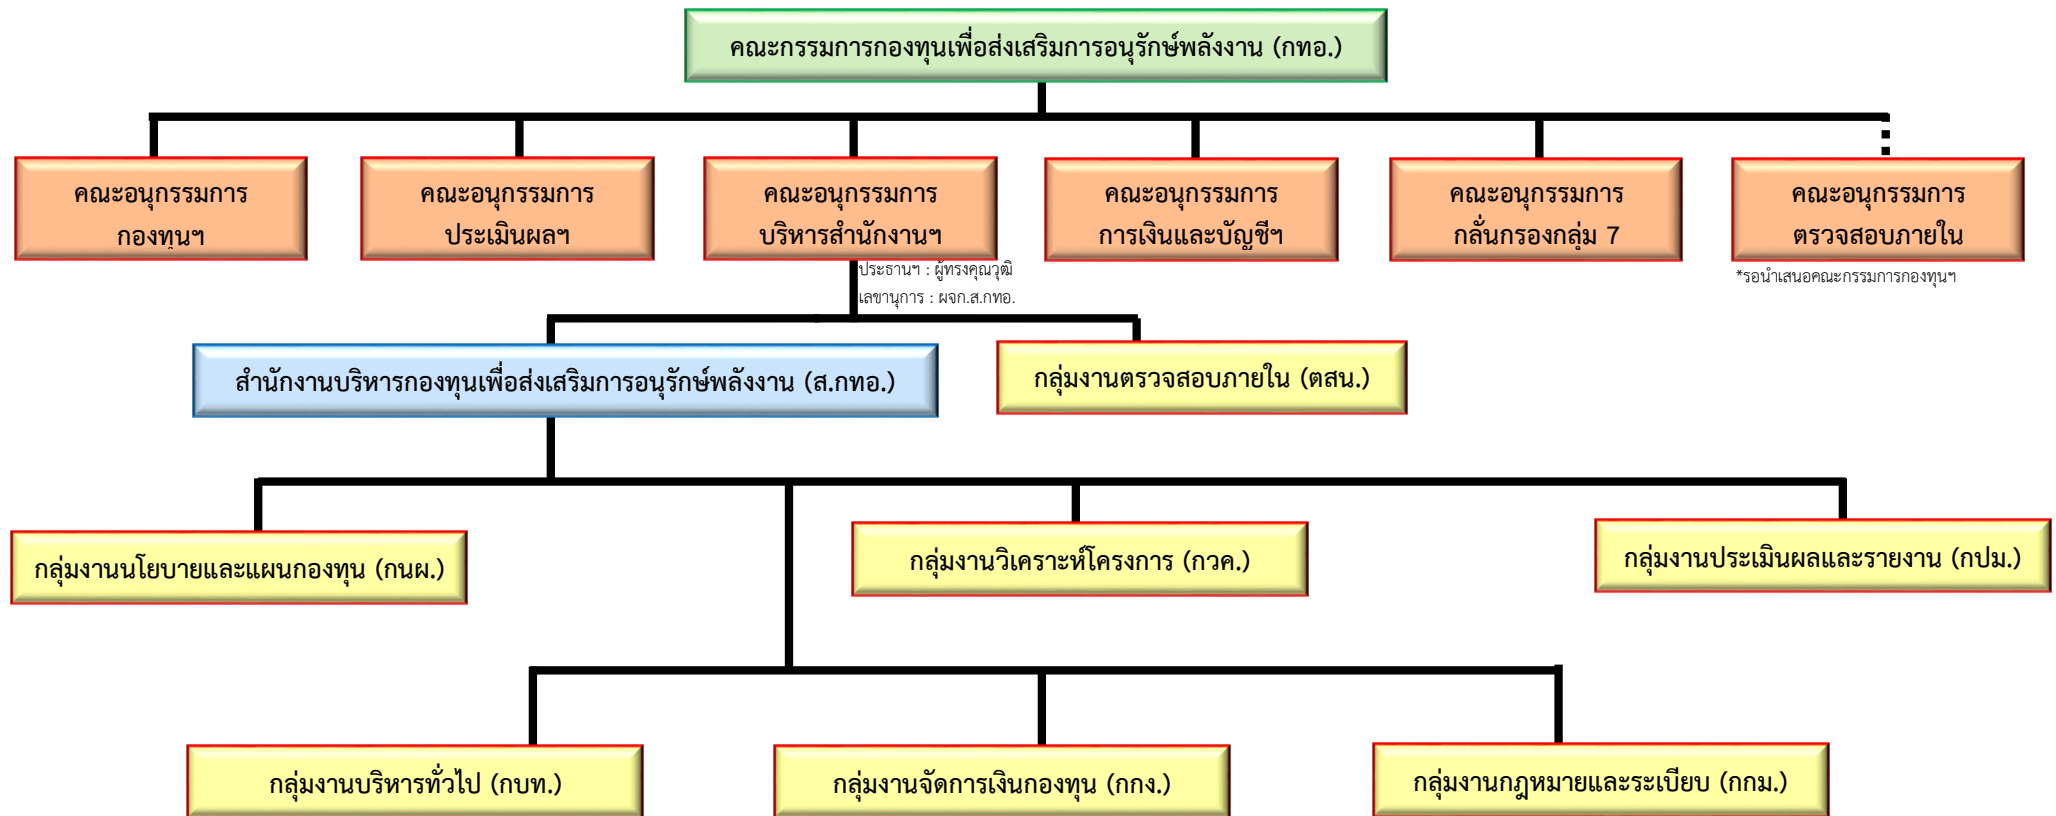 คณะกรรมการกองทุนเพื่อส่งเสริมการอนุรักษ์พลังงาน (กทอ.)
คณะอนุกรรมการ
กองทุนฯ
คณะอนุกรรมการ
ประเมินผลฯ
คณะอนุกรรมการ
บริหารสำนักงานฯ
คณะอนุกรรมการ
การเงินและบัญชีฯ
คณะอนุกรรมการ
กลั่นกรองกลุ่ม 7
คณะอนุกรรมการ
ตรวจสอบภายใน
ประธานฯ : ผู้ทรงคุณวุฒิ
เลขานุการ : ผจก.ส.กทอ.
*รอนำเสนอคณะกรรมการกองทุนฯ
สำนักงานบริหารกองทุนเพื่อส่งเสริมการอนุรักษ์พลังงาน (ส.กทอ.)
กลุ่มงานตรวจสอบภายใน (ตสน.)
กลุ่มงานนโยบายและแผนกองทุน (กนผ.)
กลุ่มงานวิเคราะห์โครงการ (กวค.)
กลุ่มงานประเมินผลและรายงาน (กปม.)
กลุ่มงานบริหารทั่วไป (กบท.)
กลุ่มงานจัดการเงินกองทุน (กกง.)
กลุ่มงานกฎหมายและระเบียบ (กกม.)